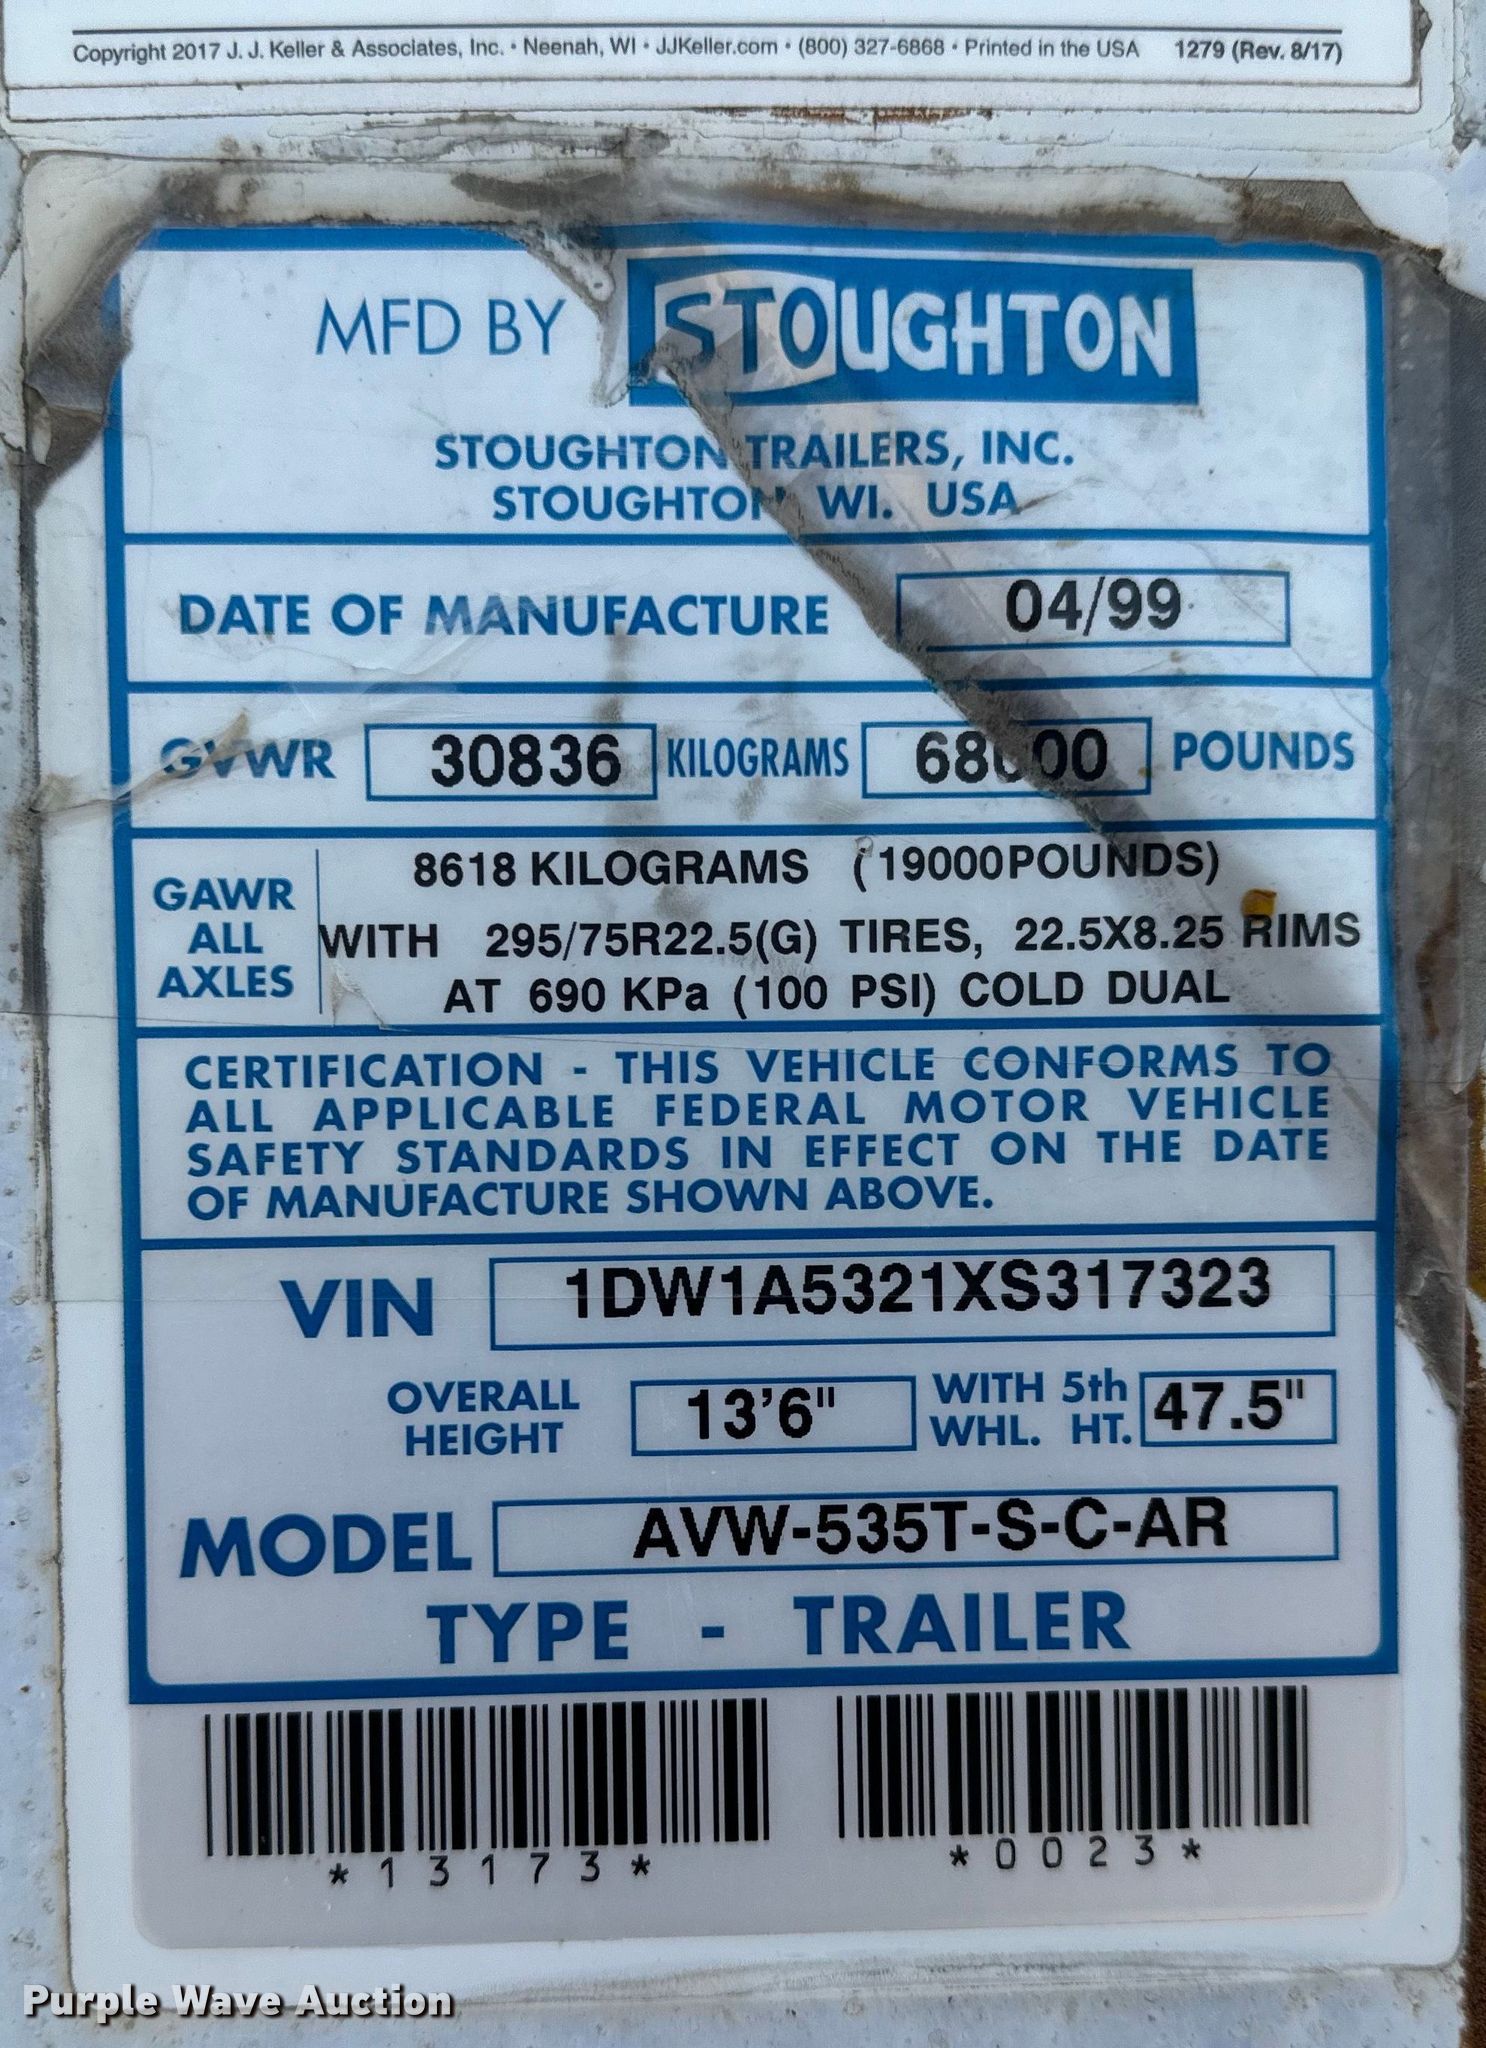 Copyright 2017 J. J. Keller & Associates, Inc. • Neenah, WI • JJKeller.com • (800) 327-6868 • Printed in the USA 1279 (Rev. 8/17)
MFD BY STOUGHTON
STOUGHTON TRAILERS, INC.
STOUGHTON WI. USA
DATE OF MANUFACTURE 04/99
GVWR 30836 KILOGRAMS 68000 POUNDS
GAWR ALL AXLES
8618 KILOGRAMS (19000POUNDS)
WITH 295/75R22.5(G) TIRES, 22.5X8.25 RIMS
AT 690 KPa (100 PSI) COLD DUAL
CERTIFICATION - THIS VEHICLE CONFORMS TO
ALL APPLICABLE FEDERAL MOTOR VEHICLE
SAFETY STANDARDS IN EFFECT ON THE DATE
OF MANUFACTURE SHOWN ABOVE.
VIN 1DW1A5321XS317323
OVERALL HEIGHT 13'6" WITH 5th WHL. HT. 47.5"
MODEL AVW-535T-S-C-AR
TYPE - TRAILER
*13173* *0023*
Purple Wave Auction